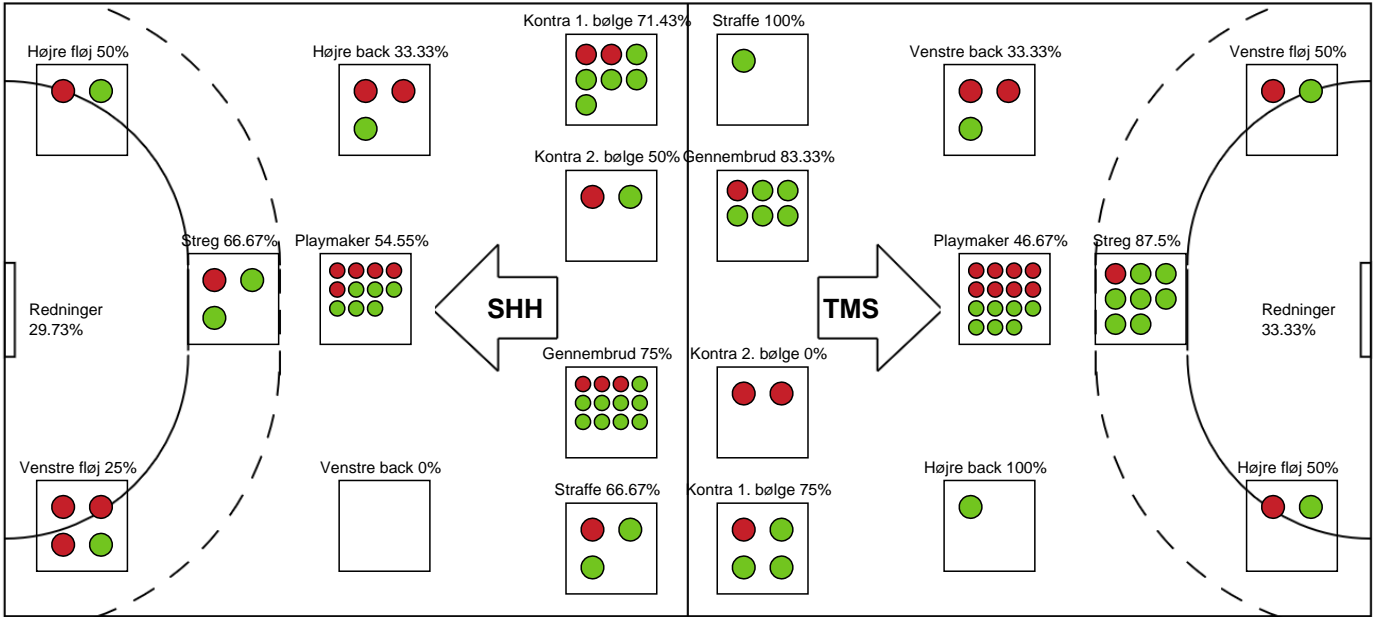 Kontra 1. bølge 71.43%
Straffe 100%
Højre fløj 50%
Højre back 33.33%
Venstre back 33.33%
Venstre fløj 50%
Kontra 2. bølge 50%
Gennembrud 83.33%
Streg 66.67%
Playmaker 54.55%
Playmaker 46.67%
Streg 87.5%
Redninger
29.73%
SHH
TMS
Redninger
33.33%
Gennembrud 75%
Kontra 2. bølge 0%
Venstre fløj 25%
Venstre back 0%
Højre back 100%
Højre fløj 50%
Straffe 66.67%
Kontra 1. bølge 75%